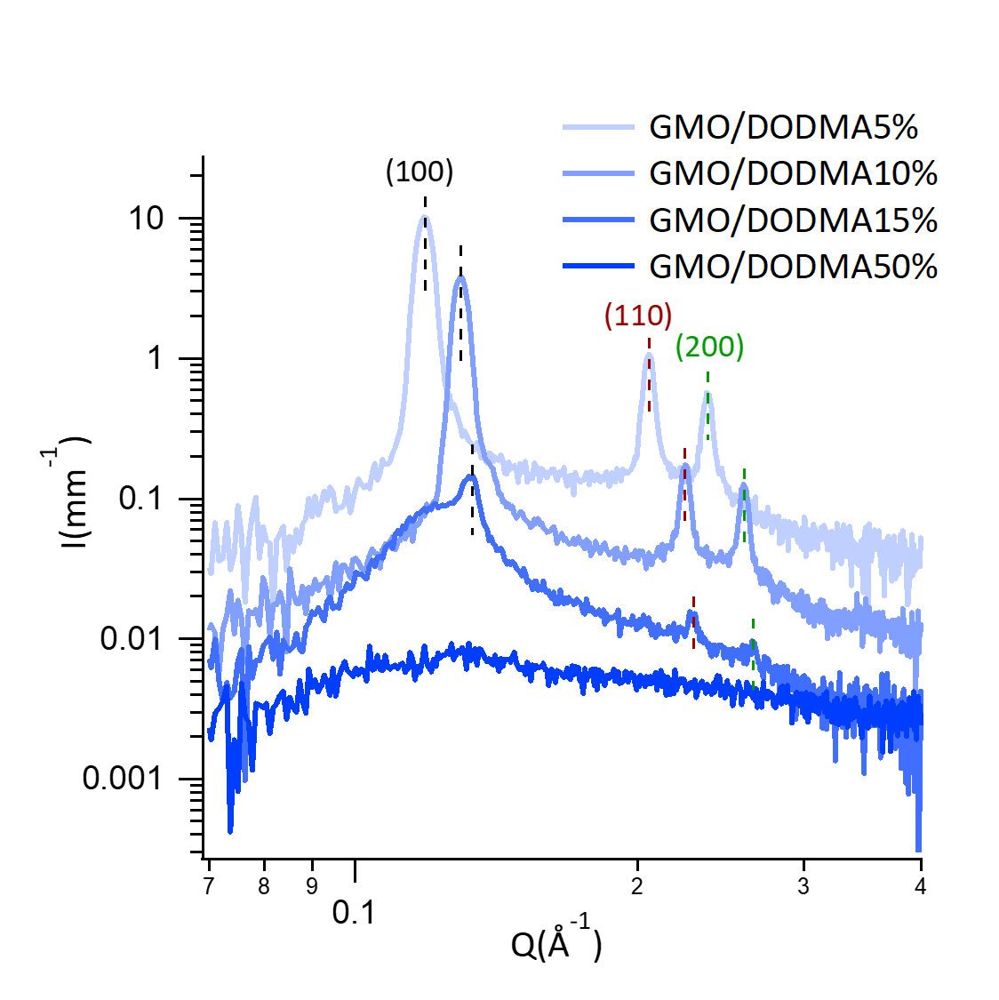 GMO/DODMA5%
GMO/DODMA10%
GMO/DODMA15%
GMO/DODMA50%
(100)
(110)
(200)
10
1
0.1
0.01
0.001
I(mm⁻¹)
7 8 9 2 3 4
0.1
Q(Å⁻¹)